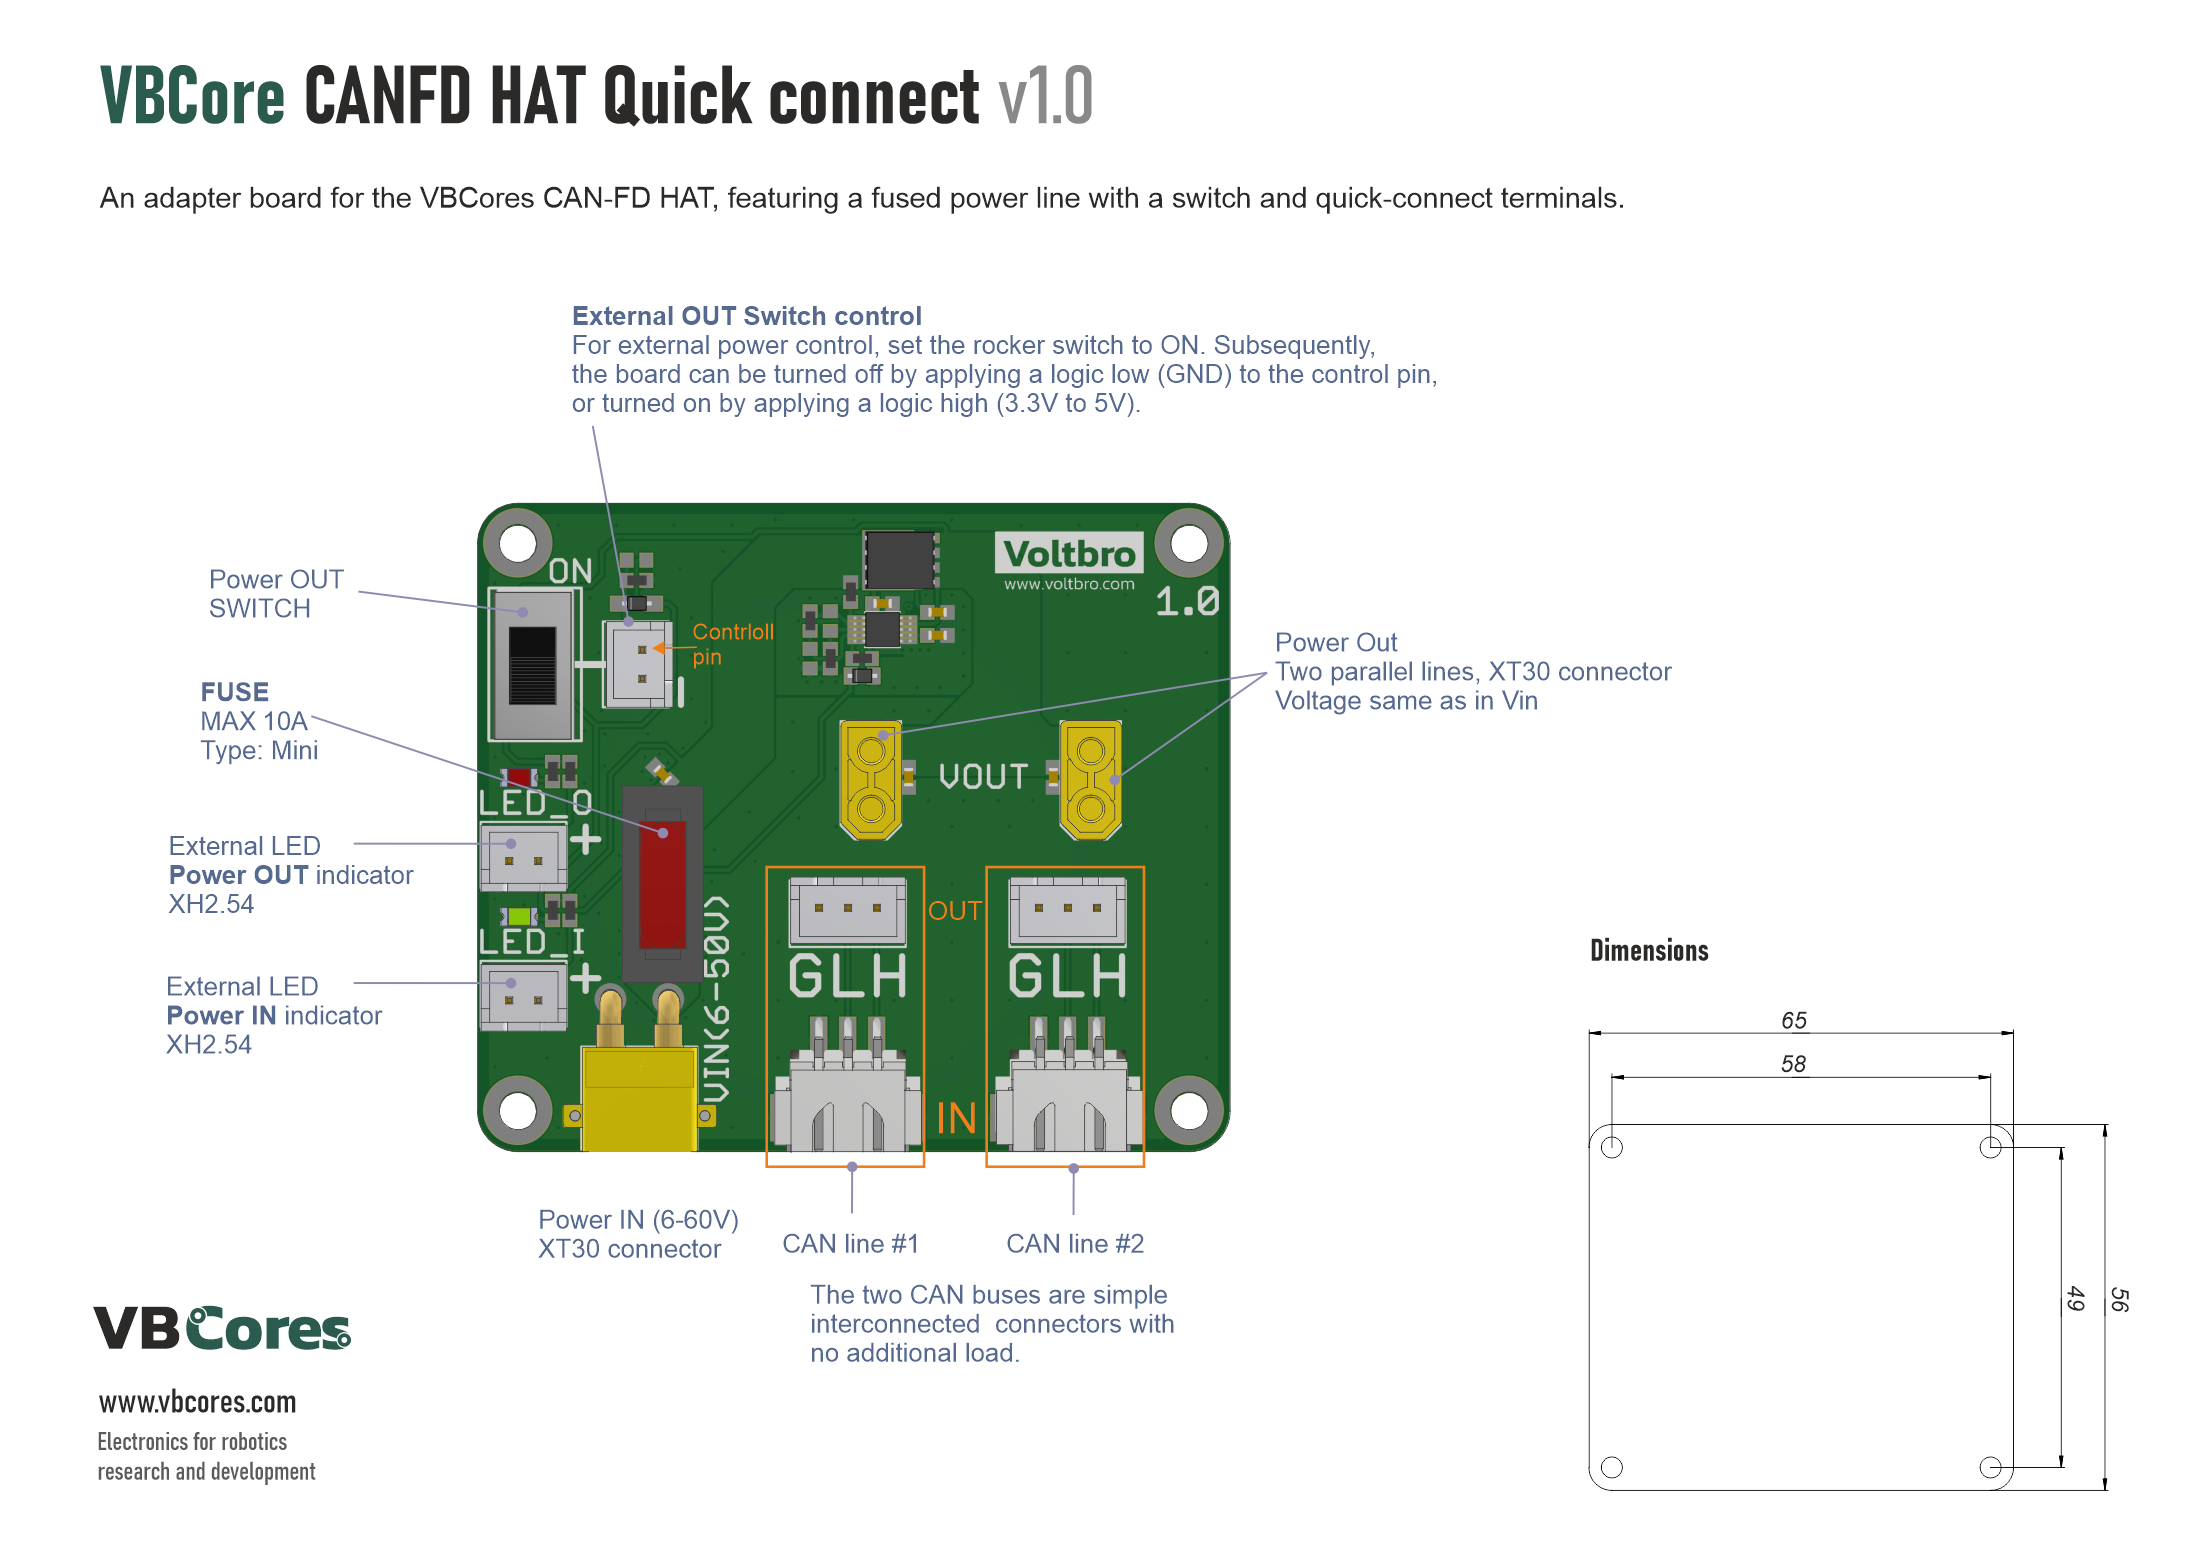 VBCore CANFD HAT Quick connect v1.0
An adapter board for the VBCores CAN-FD HAT, featuring a fused power line with a switch and quick-connect terminals.
External OUT Switch control
For external power control, set the rocker switch to ON. Subsequently,
the board can be turned off by applying a logic low (GND) to the control pin,
or turned on by applying a logic high (3.3V to 5V).
Power OUT
SWITCH
FUSE
MAX 10A
Type: Mini
External LED
Power OUT indicator
XH2.54
External LED
Power IN indicator
XH2.54
ON
Contrloll
pin
Voltbro
www.voltbro.com
1.0
LED_O
+
LED_I
+
VIN(6-50V)
VOUT
OUT
GLH
GLH
IN
Power Out
Two parallel lines, XT30 connector
Voltage same as in Vin
Power IN (6-60V)
XT30 connector
CAN line #1
CAN line #2
The two CAN buses are simple
interconnected  connectors with
no additional load.
Dimensions
65
58
49
56
VBCores
www.vbcores.com
Electronics for robotics
research and development